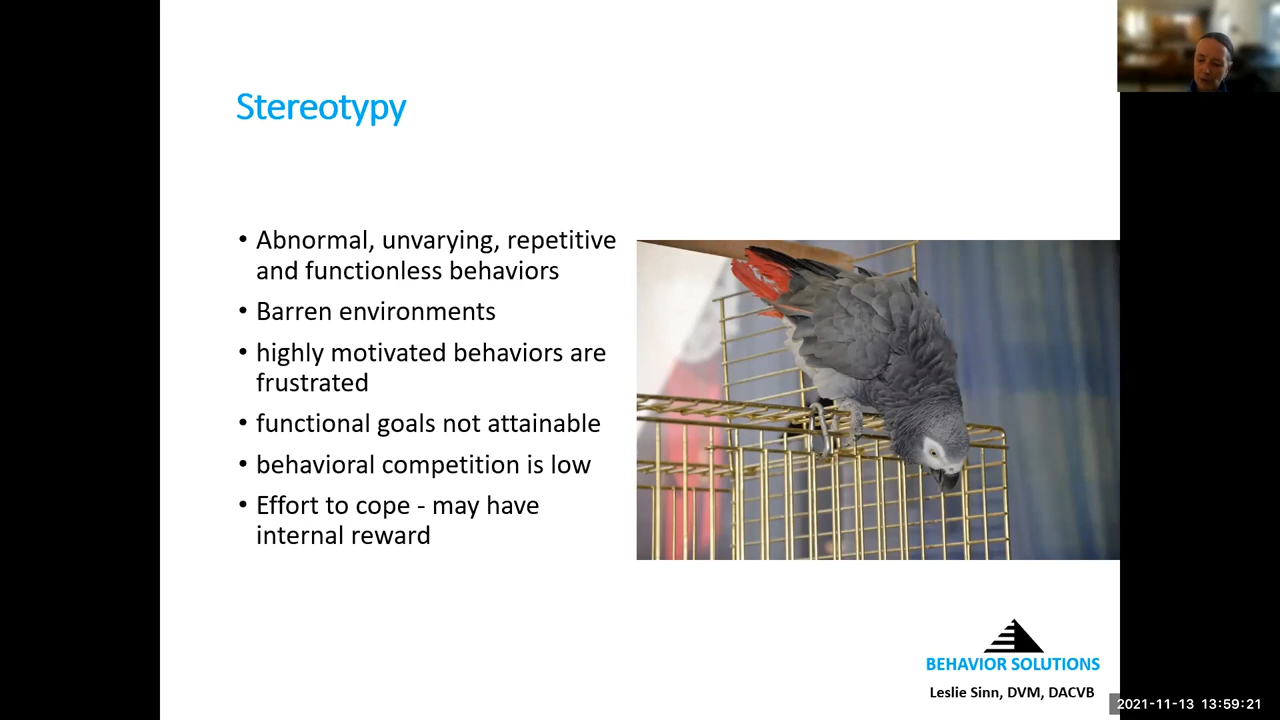 Stereotypy
• Abnormal, unvarying, repetitive
and functionless behaviors
• Barren environments
• highly motivated behaviors are
frustrated
• functional goals not attainable
• behavioral competition is low
• Effort to cope - may have
internal reward
BEHAVIOR SOLUTIONS
Leslie Sinn, DVM, DACVB
2021-11-13 13:59:21